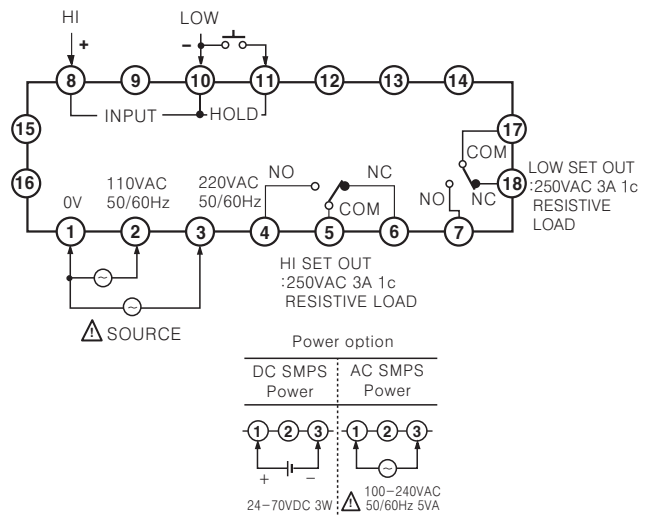 HI
LOW
+
−
8
9
10
11
12
13
14
INPUT
HOLD
15
16
17
18
COM
NO
NC
LOW SET OUT
:250VAC 3A 1c
RESISTIVE
LOAD
0V
110VAC
50/60Hz
220VAC
50/60Hz
NO
NC
COM
1
2
3
4
5
6
7
HI SET OUT
:250VAC 3A 1c
RESISTIVE LOAD
~
~
! SOURCE
Power option
DC SMPS
Power
AC SMPS
Power
1
2
3
1
2
3
+
−
~
24−70VDC 3W
! 100−240VAC
50/60Hz 5VA